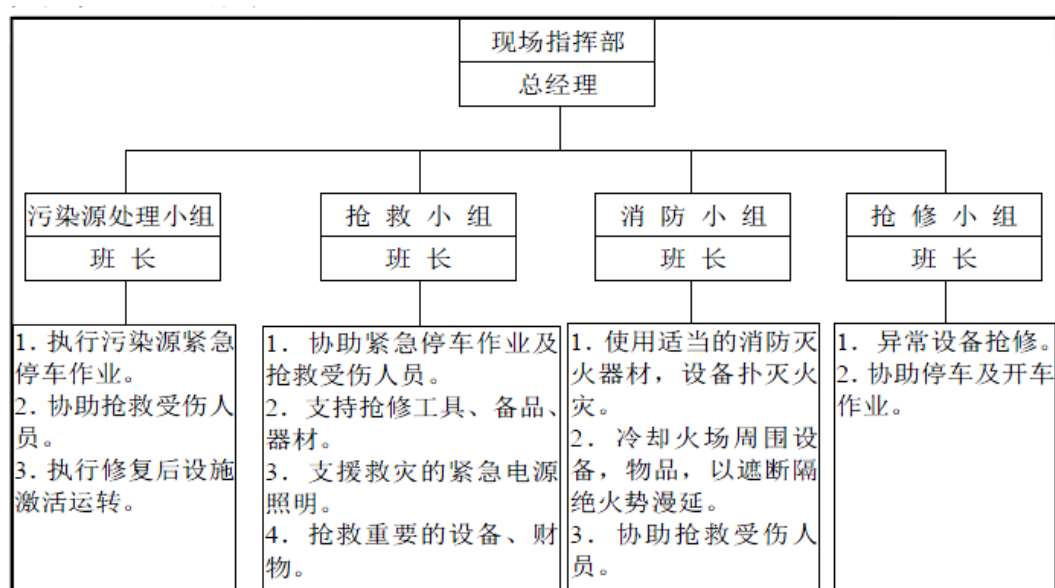 现场指挥部
总经理
污染源处理小组
班 长
抢 救 小 组
班 长
消 防 小 组
班 长
抢 修 小 组
班 长
1. 执行污染源紧急
停车作业。
2. 协助抢救受伤人
员。
3. 执行修复后设施
激活运转。
1. 协助紧急停车作业及
抢救受伤人员。
2. 支持抢修工具、备品、
器材。
3. 支援救灾的紧急电源
照明。
4. 抢救重要的设备、财
物。
1. 使用适当的消防灭
火器材，设备扑灭火
灾。
2. 冷却火场周围设
备，物品，以遮断隔
绝火势漫延。
3. 协助抢救受伤人
员。
1. 异常设备抢修。
2. 协助停车及开车
作业。